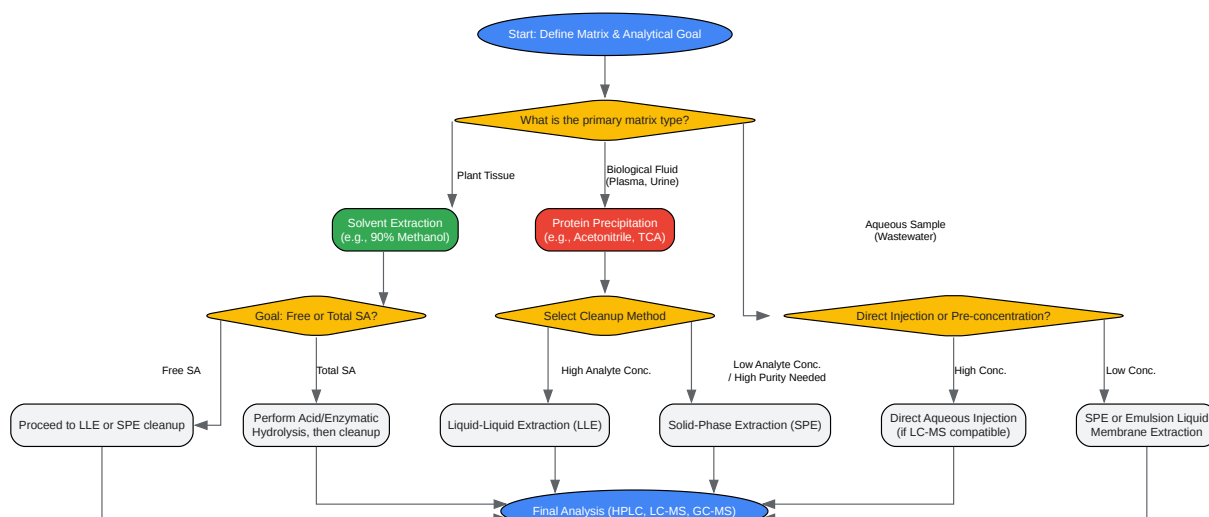 Start: Define Matrix & Analytical Goal
What is the primary matrix type?
Plant Tissue
Biological Fluid
(Plasma, Urine)
Aqueous Sample
(Wastewater)
Solvent Extraction
(e.g., 90% Methanol)
Protein Precipitation
(e.g., Acetonitrile, TCA)
Goal: Free or Total SA?
Select Cleanup Method
Direct Injection or Pre-concentration?
Free SA
Total SA
High Analyte Conc.
Low Analyte Conc.
/ High Purity Needed
High Conc.
Low Conc.
Proceed to LLE or SPE cleanup
Perform Acid/Enzymatic
Hydrolysis, then cleanup
Liquid-Liquid Extraction (LLE)
Solid-Phase Extraction (SPE)
Direct Aqueous Injection
(if LC-MS compatible)
SPE or Emulsion Liquid
Membrane Extraction
Final Analysis (HPLC, LC-MS, GC-MS)